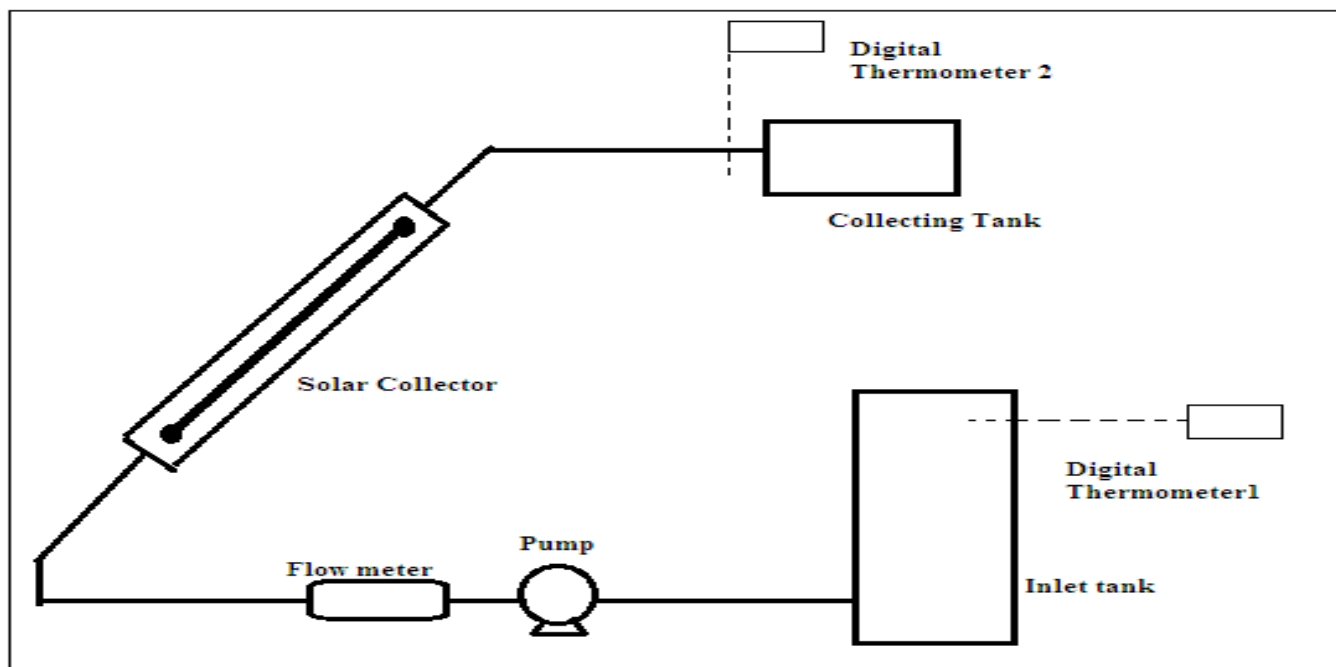 Digital
Thermometer 2
Collecting Tank
Solar Collector
Digital
Thermometer1
Pump
Flow meter
Inlet tank